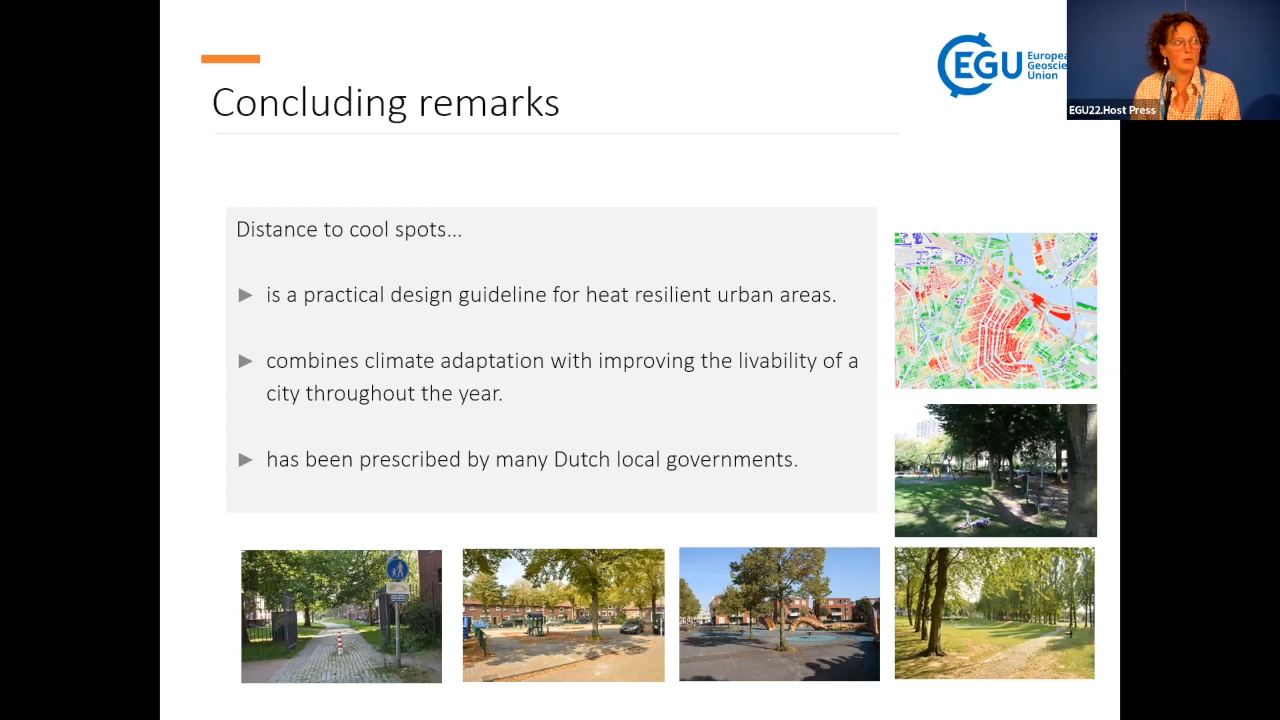 Concluding remarks
EGU
Europea
Geoscie
Union
EGU22.Host Press
Distance to cool spots...
is a practical design guideline for heat resilient urban areas.
combines climate adaptation with improving the livability of a
city throughout the year.
has been prescribed by many Dutch local governments.